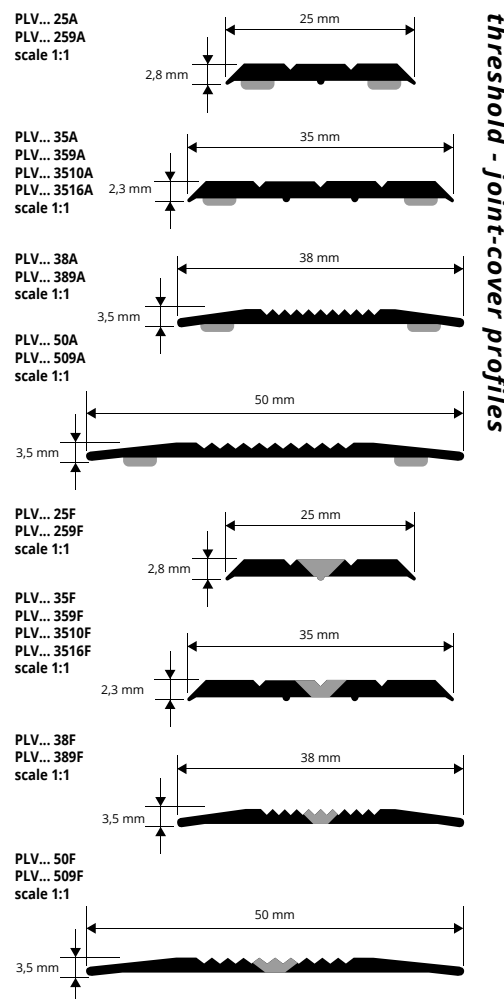 PLV... 25A
PLV... 259A
scale 1:1
25 mm
2,8 mm
PLV... 35A
PLV... 359A
PLV... 3510A
PLV... 3516A
scale 1:1
35 mm
2,3 mm
PLV... 38A
PLV... 389A
scale 1:1
38 mm
3,5 mm
PLV... 50A
PLV... 509A
scale 1:1
50 mm
3,5 mm
PLV... 25F
PLV... 259F
scale 1:1
25 mm
2,8 mm
PLV... 35F
PLV... 359F
PLV... 3510F
PLV... 3516F
scale 1:1
35 mm
2,3 mm
PLV... 38F
PLV... 389F
scale 1:1
38 mm
3,5 mm
PLV... 50F
PLV... 509F
scale 1:1
50 mm
3,5 mm
threshold - joint-cover profiles